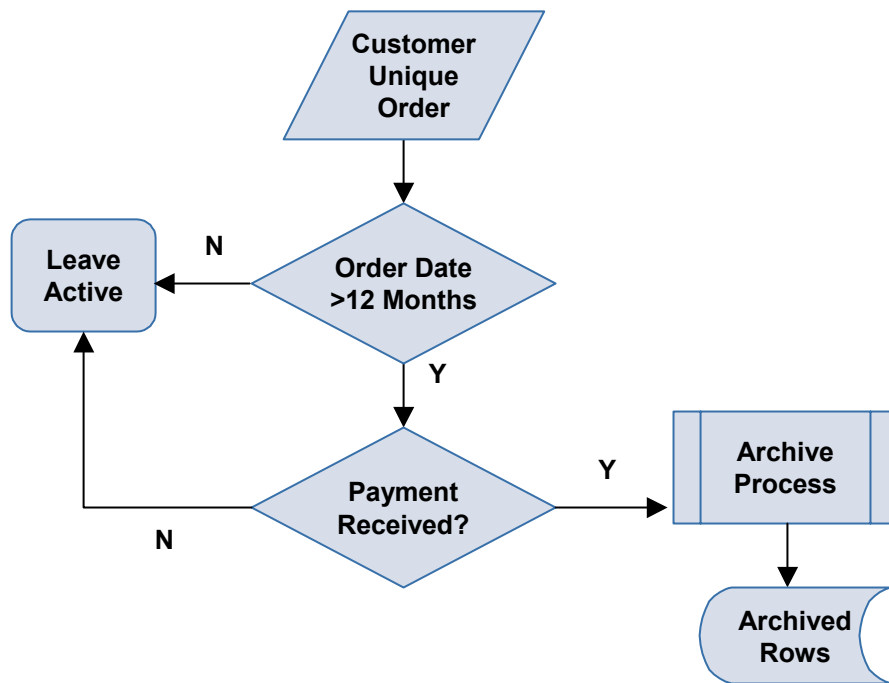 Customer
Unique
Order
N
Leave
Active
Order Date
>12 Months
Y
Payment
Received?
N
Y
Archive
Process
Archived
Rows